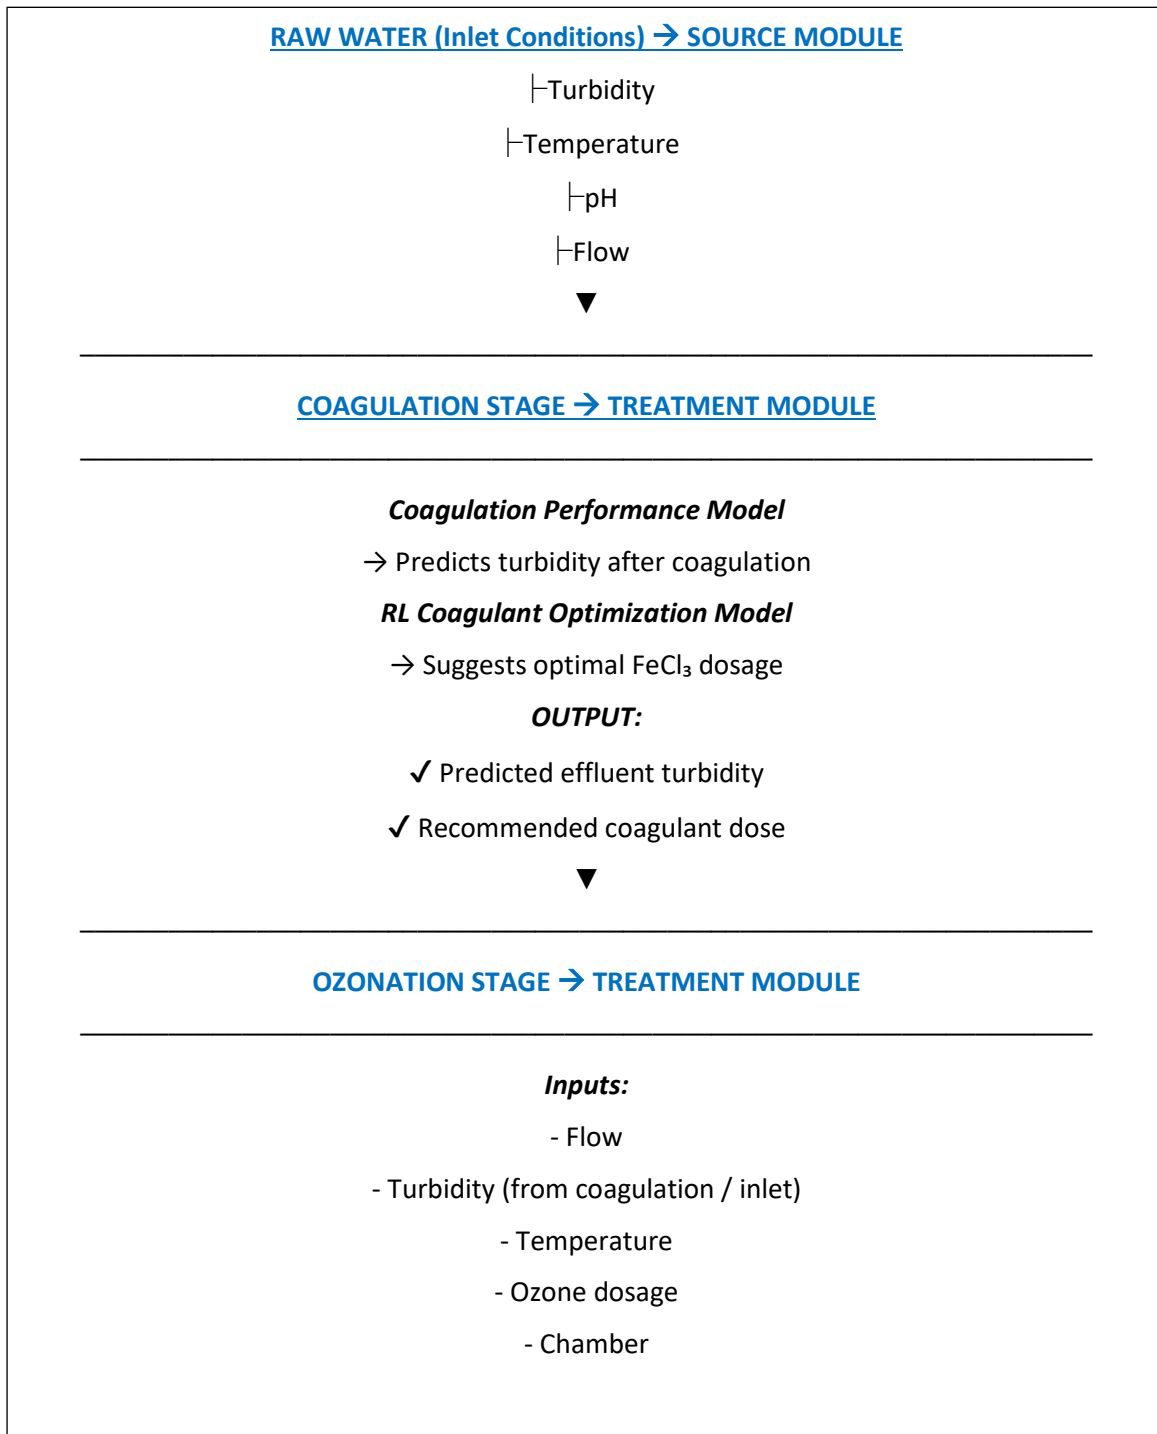 RAW WATER (Inlet Conditions) → SOURCE MODULE
├Turbidity
├Temperature
├pH
├Flow
▼
COAGULATION STAGE → TREATMENT MODULE
Coagulation Performance Model
→ Predicts turbidity after coagulation
RL Coagulant Optimization Model
→ Suggests optimal FeCl₃ dosage
OUTPUT:
✓ Predicted effluent turbidity
✓ Recommended coagulant dose
▼
OZONATION STAGE → TREATMENT MODULE
Inputs:
- Flow
- Turbidity (from coagulation / inlet)
- Temperature
- Ozone dosage
- Chamber